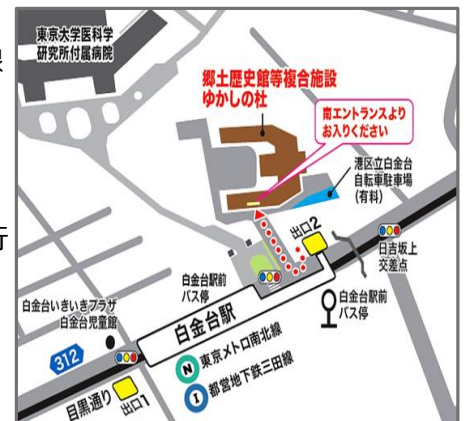 東京大学医科学
研究所付属病院
郷土歴史館等複合施設
ゆかしの杜
南エントランスより
お入りください
港区立白金台
自転車駐車場
(有料)
出口2
日吉坂上
交差点
白金台駅前
バス停
白金台駅前
バス停
白金台いきいきプラザ
白金台児童館
白金台駅
312
N 東京メトロ南北線
I 都営地下鉄三田線
目黒通り
出口1
行